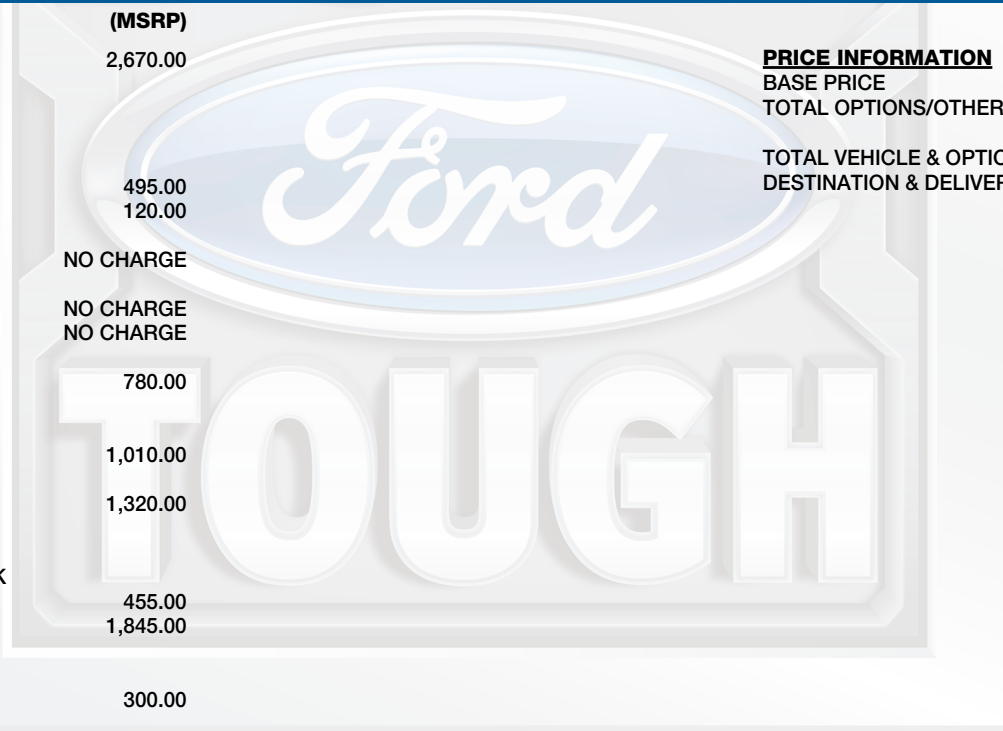 (MSRP)
2,670.00
495.00
120.00
NO CHARGE
NO CHARGE
NO CHARGE
780.00
1,010.00
1,320.00
K
455.00
1,845.00
300.00
PRICE INFORMATION
BASE PRICE
TOTAL OPTIONS/OTHER
TOTAL VEHICLE & OPTIO
DESTINATION & DELIVER
Ford
TOUGH